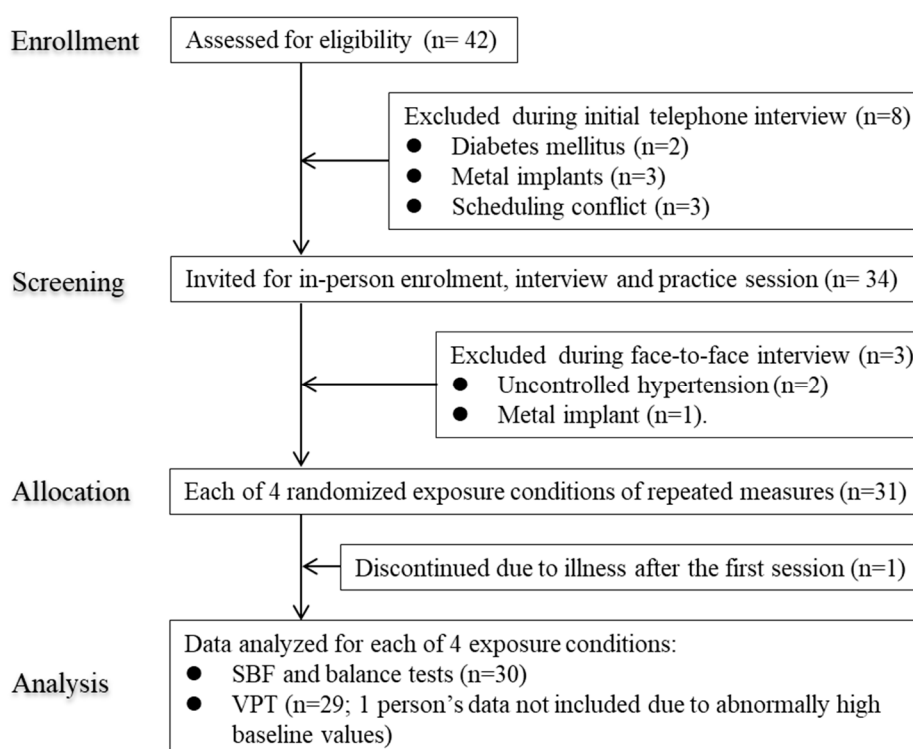 Enrollment
Assessed for eligibility (n= 42)
Excluded during initial telephone interview (n=8)
● Diabetes mellitus (n=2)
● Metal implants (n=3)
● Scheduling conflict (n=3)
Screening
Invited for in-person enrolment, interview and practice session (n= 34)
Excluded during face-to-face interview (n=3)
● Uncontrolled hypertension (n=2)
● Metal implant (n=1).
Allocation
Each of 4 randomized exposure conditions of repeated measures (n=31)
Discontinued due to illness after the first session (n=1)
Analysis
Data analyzed for each of 4 exposure conditions:
● SBF and balance tests (n=30)
● VPT (n=29; 1 person's data not included due to abnormally high
baseline values)